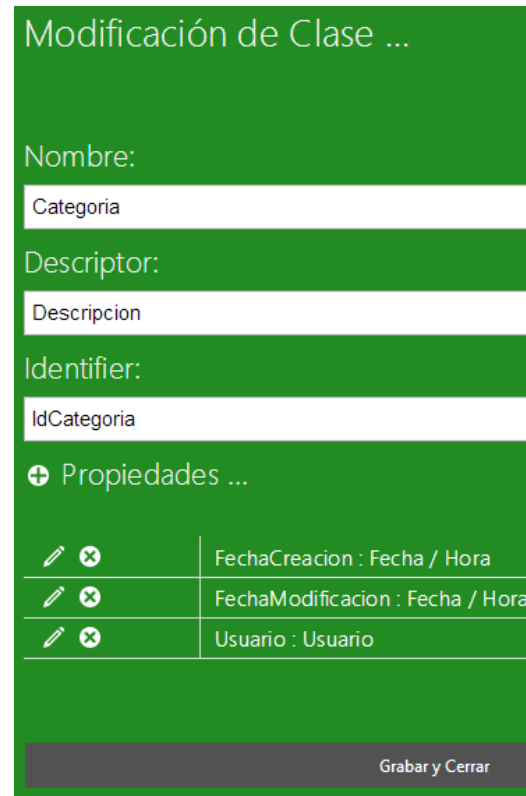 Modificación de Clase ...
Nombre:
Categoria
Descriptor:
Descripcion
Identifier:
IdCategoria
Propiedades ...
FechaCreacion : Fecha / Hora
FechaModificacion : Fecha / Hora
Usuario : Usuario
Grabar y Cerrar